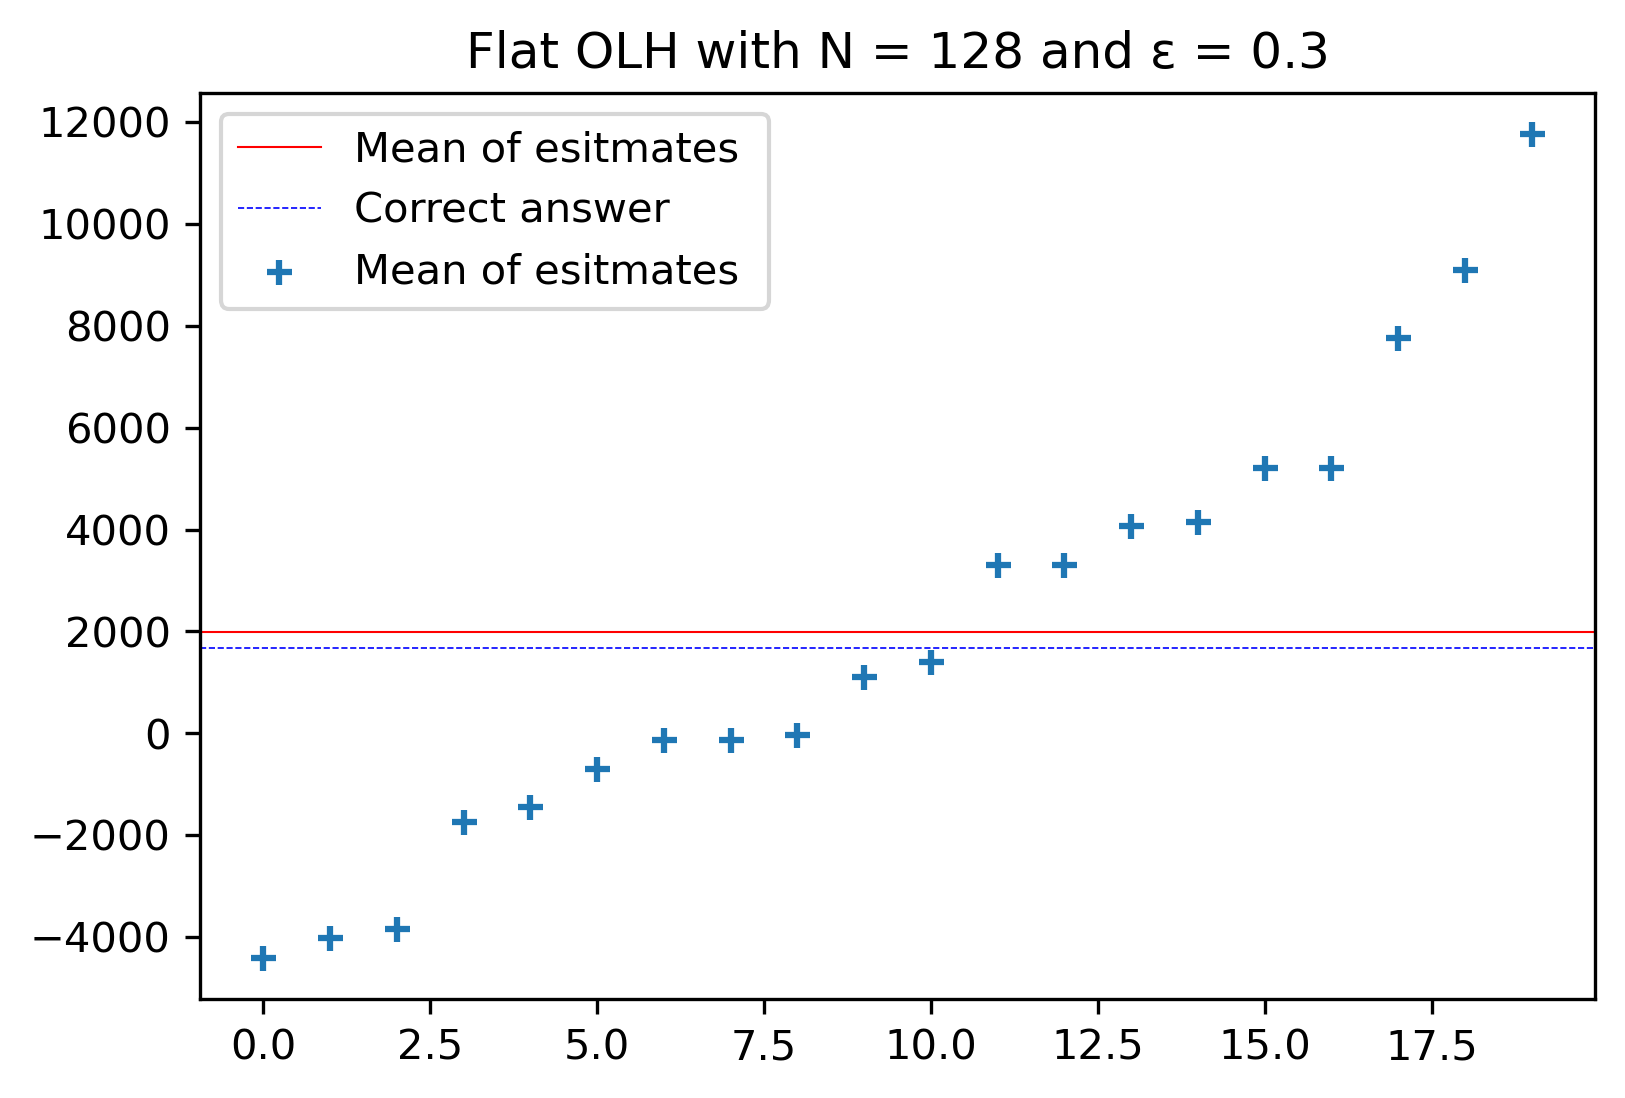 Flat OLH with N = 128 and ε = 0.3
Mean of esitmates
Correct answer
Mean of esitmates
12000
10000
8000
6000
4000
2000
0
−2000
−4000
0.0 2.5 5.0 7.5 10.0 12.5 15.0 17.5